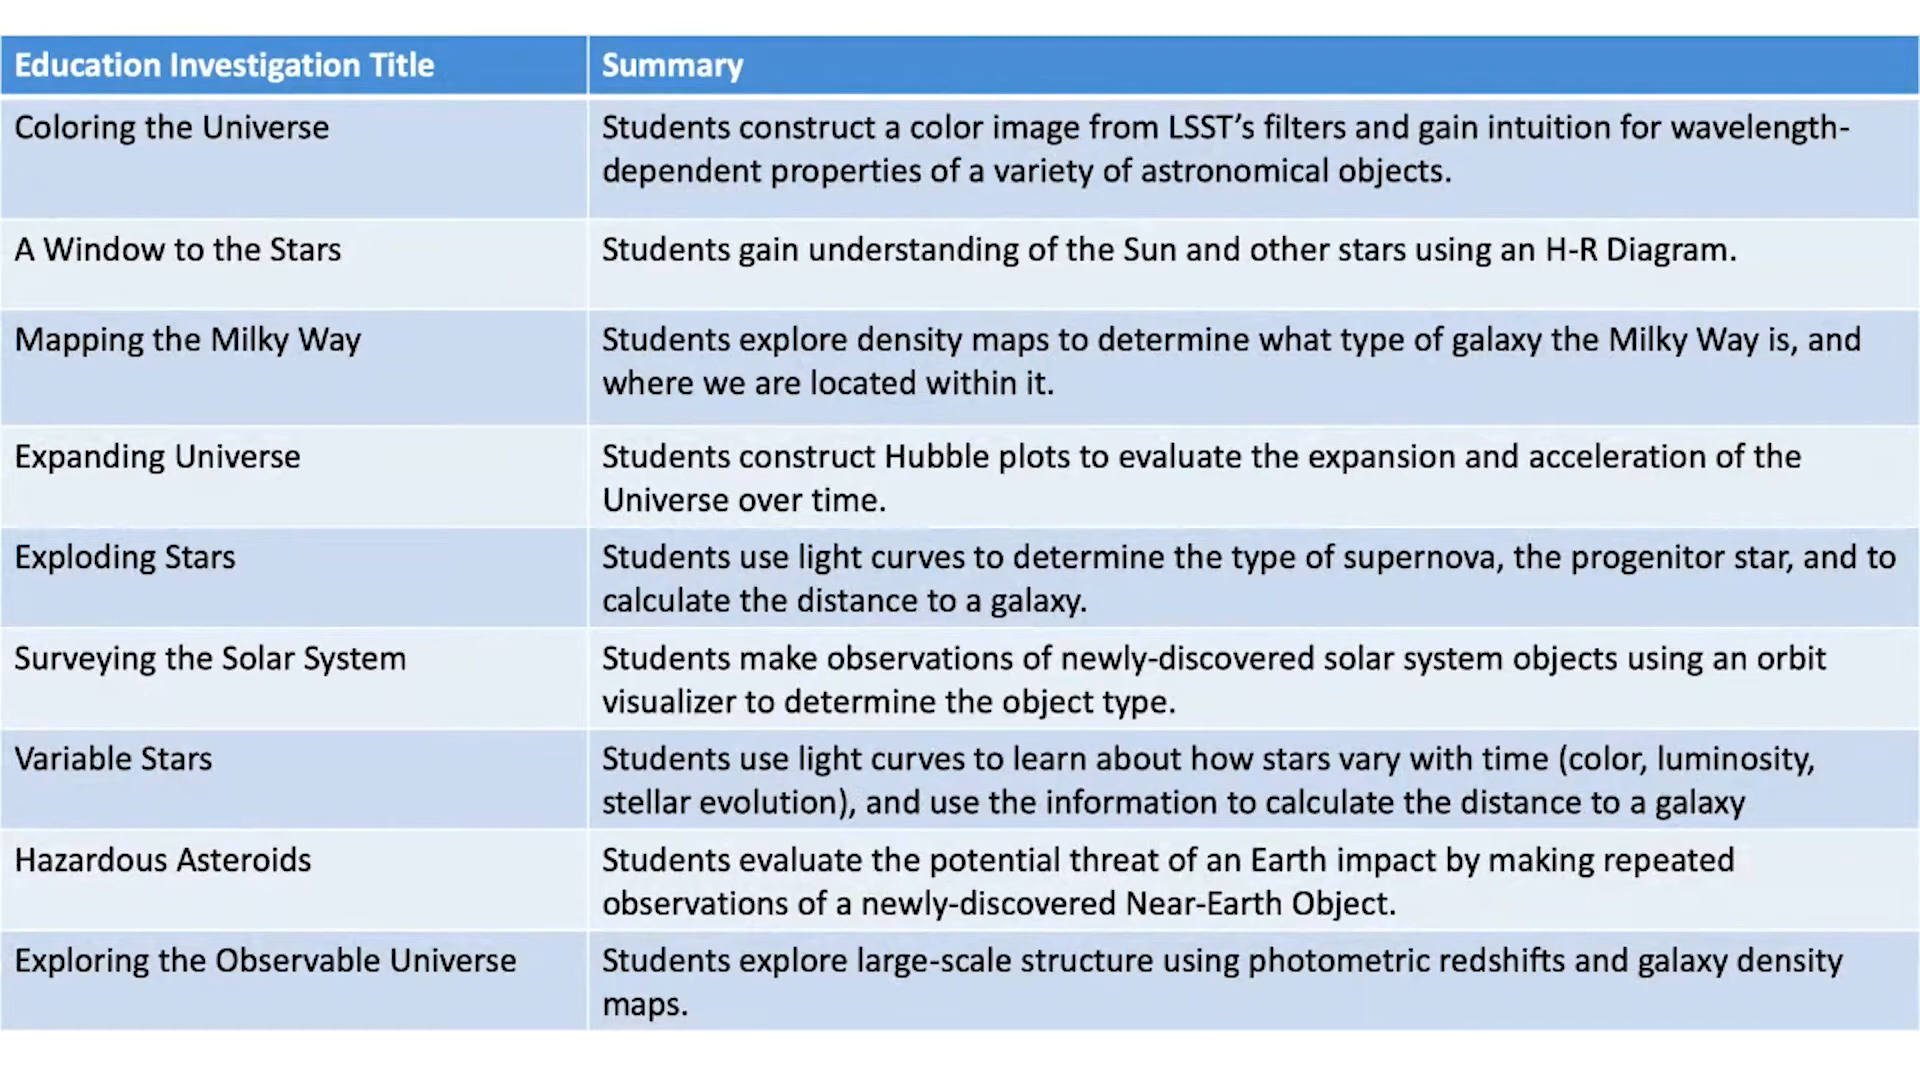 Education Investigation Title
Summary
Coloring the Universe
Students construct a color image from LSST’s filters and gain intuition for wavelength-
dependent properties of a variety of astronomical objects.
A Window to the Stars
Students gain understanding of the Sun and other stars using an H-R Diagram.
Mapping the Milky Way
Students explore density maps to determine what type of galaxy the Milky Way is, and
where we are located within it.
Expanding Universe
Students construct Hubble plots to evaluate the expansion and acceleration of the
Universe over time.
Exploding Stars
Students use light curves to determine the type of supernova, the progenitor star, and to
calculate the distance to a galaxy.
Surveying the Solar System
Students make observations of newly-discovered solar system objects using an orbit
visualizer to determine the object type.
Variable Stars
Students use light curves to learn about how stars vary with time (color, luminosity,
stellar evolution), and use the information to calculate the distance to a galaxy
Hazardous Asteroids
Students evaluate the potential threat of an Earth impact by making repeated
observations of a newly-discovered Near-Earth Object.
Exploring the Observable Universe
Students explore large-scale structure using photometric redshifts and galaxy density
maps.